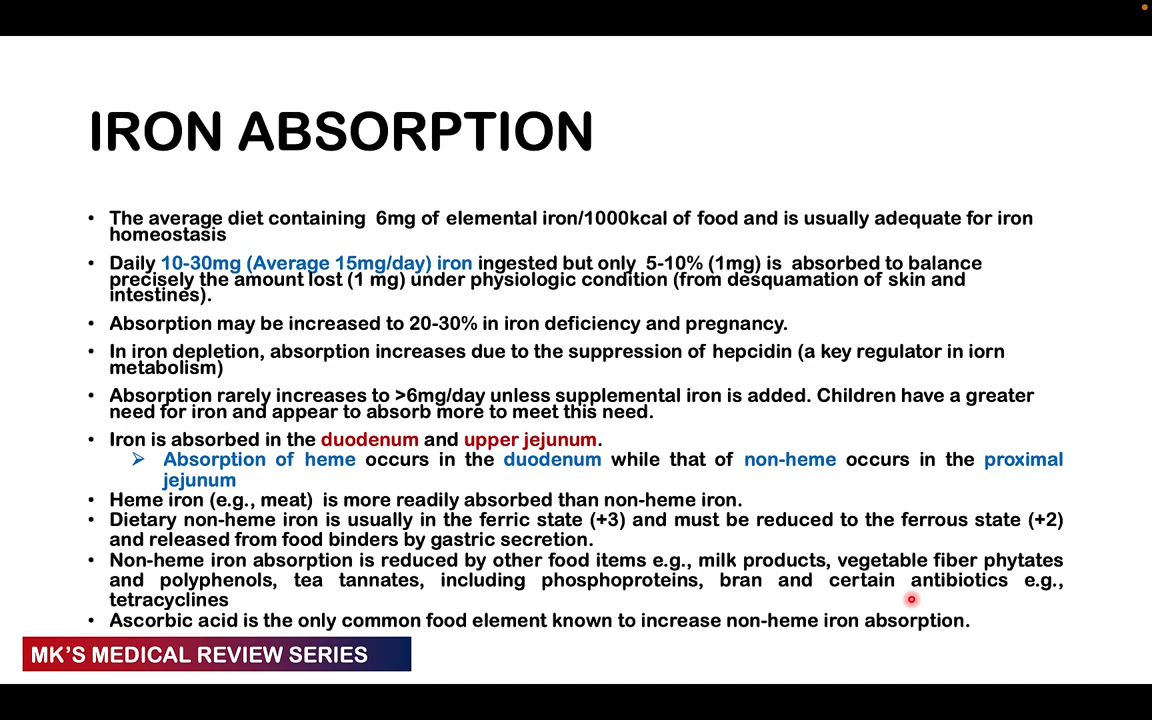 IRON ABSORPTION
• The average diet containing 6mg of elemental iron/1000kcal of food and is usually adequate for iron
homeostasis
• Daily 10-30mg (Average 15mg/day) iron ingested but only 5-10% (1mg) is absorbed to balance
precisely the amount lost (1 mg) under physiologic condition (from desquamation of skin and
intestines).
• Absorption may be increased to 20-30% in iron deficiency and pregnancy.
• In iron depletion, absorption increases due to the suppression of hepcidin (a key regulator in iorn
metabolism)
• Absorption rarely increases to >6mg/day unless supplemental iron is added. Children have a greater
need for iron and appear to absorb more to meet this need.
• Iron is absorbed in the duodenum and upper jejunum.
➢ Absorption of heme occurs in the duodenum while that of non-heme occurs in the proximal
jejunum
• Heme iron (e.g., meat) is more readily absorbed than non-heme iron.
• Dietary non-heme iron is usually in the ferric state (+3) and must be reduced to the ferrous state (+2)
and released from food binders by gastric secretion.
• Non-heme iron absorption is reduced by other food items e.g., milk products, vegetable fiber phytates
and polyphenols, tea tannates, including phosphoproteins, bran and certain antibiotics e.g.,
tetracyclines
• Ascorbic acid is the only common food element known to increase non-heme iron absorption.
MK'S MEDICAL REVIEW SERIES